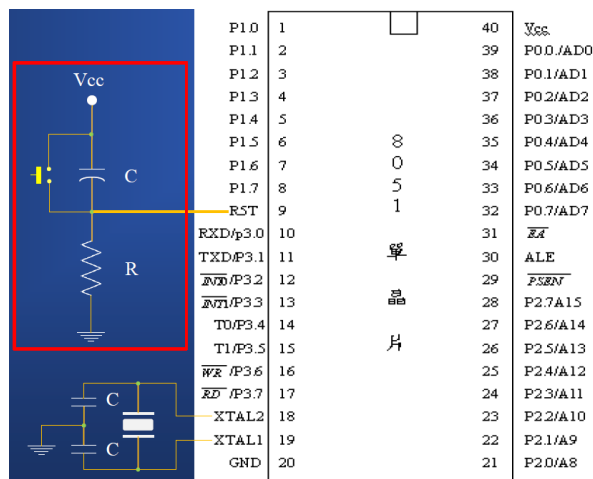 P1.0 1 40 Vcc
P1.1 2 39 P0.0./AD0
P1.2 3 38 P0.1/AD1
P1.3 4 37 P0.2/AD2
P1.4 5 36 P0.3/AD3
P1.5 6 35 P0.4/AD4
P1.6 7 34 P0.5/AD5
P1.7 8 33 P0.6/AD6
RST 9 32 P0.7/AD7
RXD/p3.0 10 31 EA
TXD/P3.1 11 30 ALE
INT0/P3.2 12 29 PSEN
INT1/P3.3 13 28 P2.7A15
T0/P3.4 14 27 P2.6/A14
T1/P3.5 15 26 P2.5/A13
WR /P3.6 16 25 P2.4/A12
RD /P3.7 17 24 P2.3/A11
XTAL2 18 23 P2.2/A10
XTAL1 19 22 P2.1/A9
GND 20 21 P2.0/A8
8
0
5
1
單
晶
片
Vcc
C
R
C
C